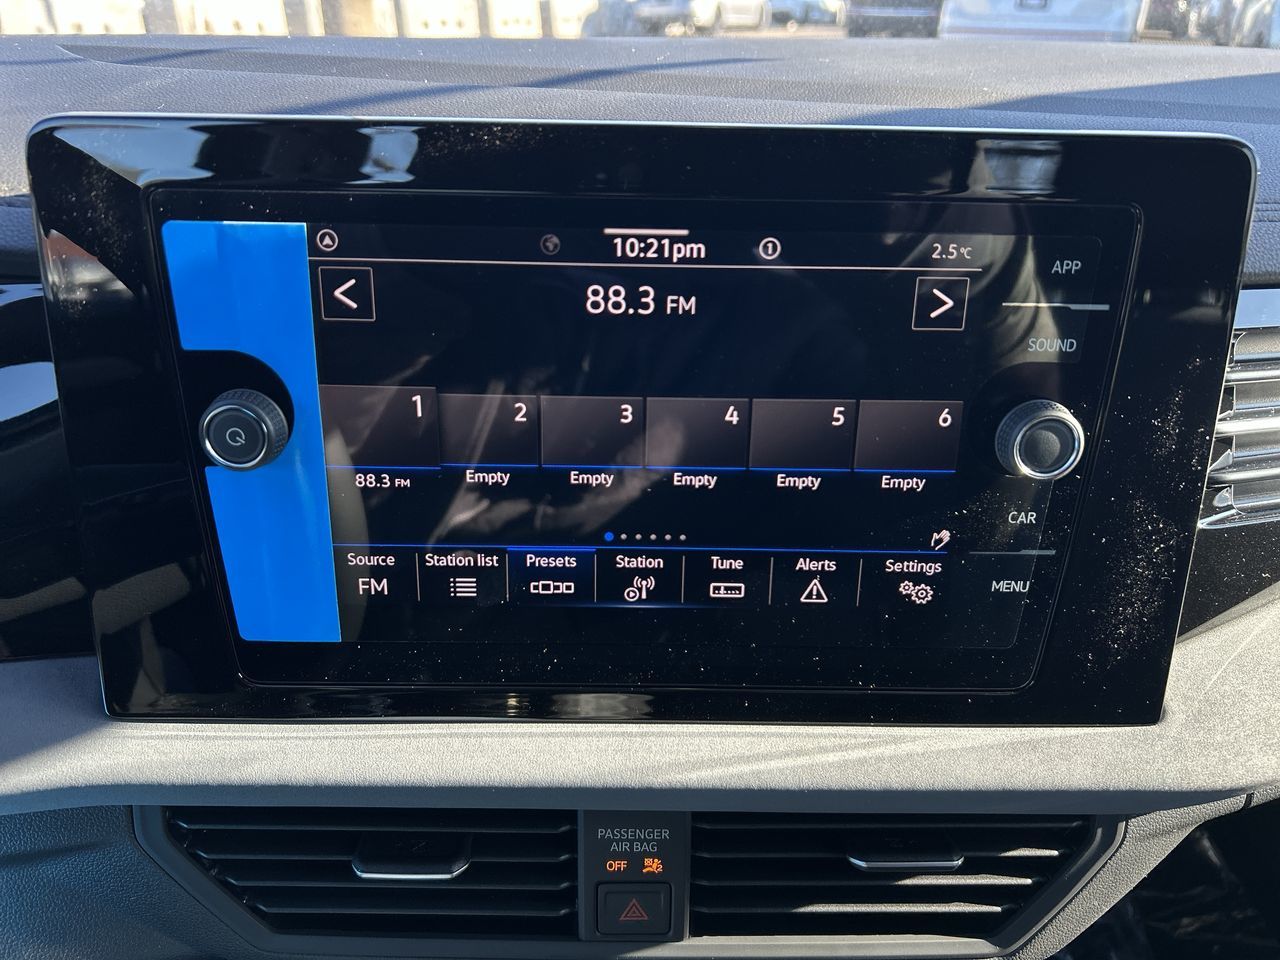 10:21pm
1
2.5°C
APP
<
88.3 FM
>
SOUND
1
2
3
4
5
6
88.3 FM
Empty
Empty
Empty
Empty
Empty
CAR
Source
Station list
Presets
Station
Tune
Alerts
Settings
FM
MENU
PASSENGER
AIR BAG
OFF
2